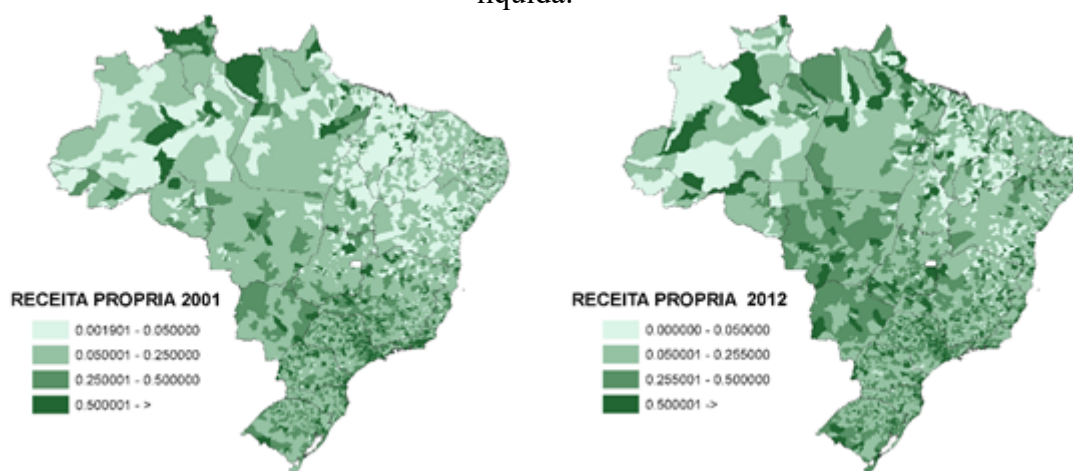 líquida.
RECEITA PROPRIA 2001
0.001901 - 0.050000
0.050001 - 0.250000
0.250001 - 0.500000
0.500001 - >
RECEITA PROPRIA 2012
0.000000 - 0.050000
0.050001 - 0.255000
0.255001 - 0.500000
0.500001 ->